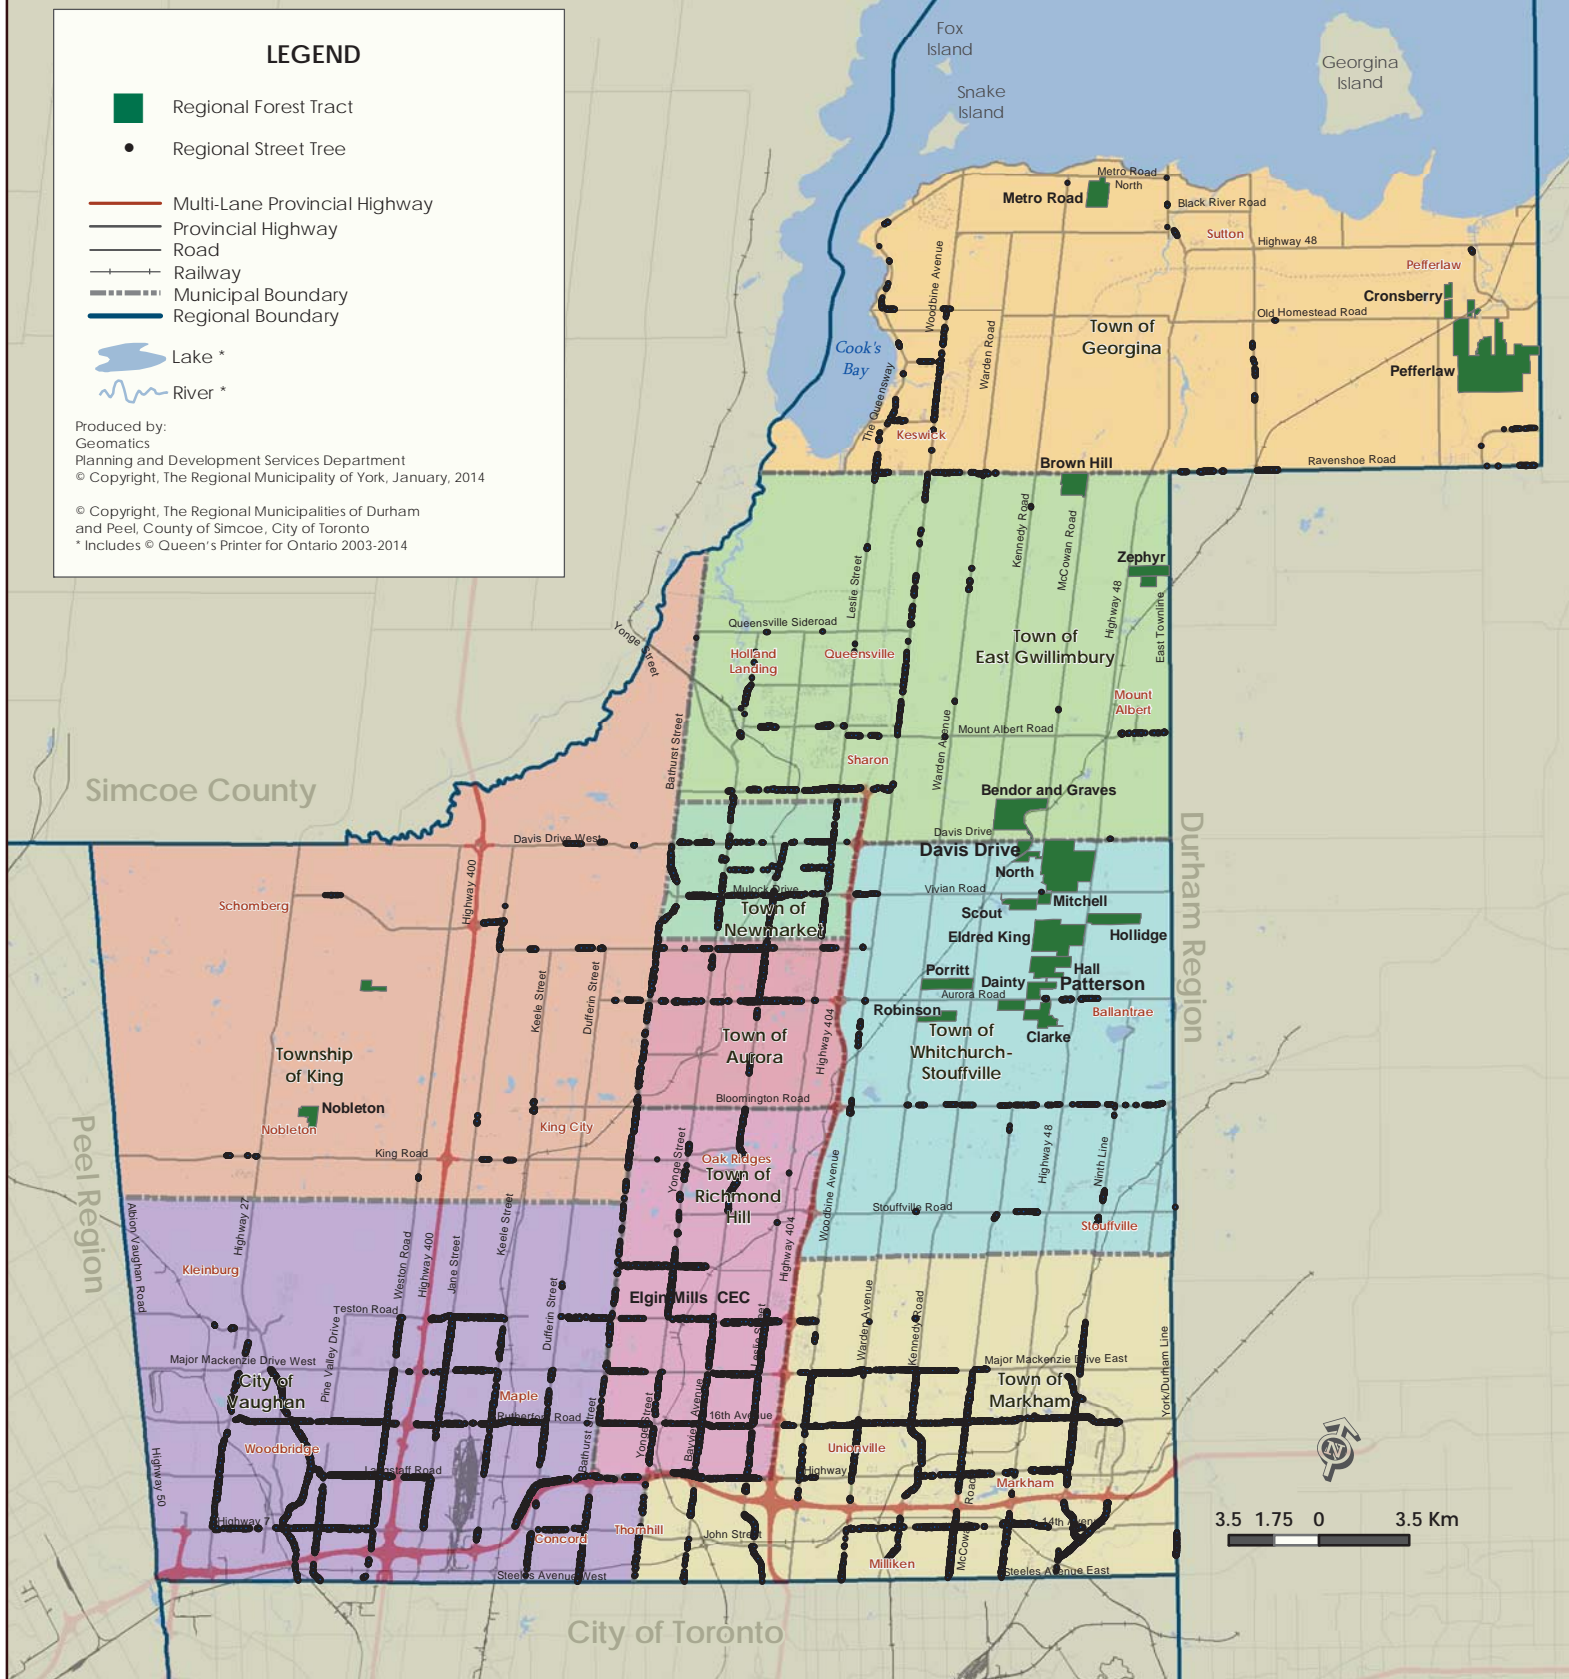 LEGEND
Regional Forest Tract
Regional Street Tree
Multi-Lane Provincial Highway
Provincial Highway
Road
Railway
Municipal Boundary
Regional Boundary
Lake *
River *
Produced by:
Geomatics
Planning and Development Services Department
© Copyright, The Regional Municipality of York, January, 2014
© Copyright, The Regional Municipalities of Durham
and Peel, County of Simcoe, City of Toronto
* Includes © Queen's Printer for Ontario 2003-2014
Fox
Island
Snake
Island
Georgina
Island
Metro Road
North
Metro Road
Black River Road
Sutton
Highway 48
Pefferlaw
Cronsberry
Old Homestead Road
Woodbine Avenue
Town of
Georgina
Warden Road
Cook's
Bay
Pefferlaw
The Queensway
Keswick
Brown Hill
Ravenshoe Road
Kennedy Road
McCowan Road
Zephyr
Leslie Street
Highway 48
East Townline
Yonge Street
Queensville Sideroad
Holland
Landing
Queensville
Town of
East Gwillimbury
Mount
Albert
Bathurst Street
Warden Avenue
Mount Albert Road
Sharon
Simcoe County
Bendor and Graves
Durham Region
Davis Drive West
Davis Drive
Davis Drive
North
Highway 400
Mulock Drive
Vivian Road
Mitchell
Schomberg
Town of
Newmarket
Scout
Eldred King
Hollidge
Keele Street
Dufferin Street
Porritt
Hall
Dainty
Patterson
Aurora Road
Robinson
Ballantrae
Highway 404
Town of
Aurora
Town of
Whitchurch-
Stouffville
Clarke
Township
of King
Bloomington Road
Nobleton
Nobleton
King City
Peel Region
King Road
Yonge Street
Oak Ridges
Town of
Richmond
Hill
Woodbine Avenue
Highway 48
Ninth Line
Stouffville Road
Stouffville
Albion/Vaughan Road
Highway 27
Keele Street
Weston Road
Highway 400
Jane Street
Highway 404
Kleinburg
Elgin Mills CEC
Teston Road
Dufferin Street
Leslie Street
Warden Avenue
Kennedy Road
Pine Valley Drive
Major Mackenzie Drive West
Major Mackenzie Drive East
York/Durham Line
City of
Vaughan
Maple
Town of
Markham
Rutherford Road
Bathurst Street
Yonge Street
Bayview Avenue
16th Avenue
Woodbridge
Unionville
Langstaff Road
Highway
Markham
Highway 50
Highway 7
Concord
Thornhill
John Street
McCowan Road
14th Avenue
Milliken
Steeles Avenue West
Steeles Avenue East
City of Toronto
N
3.5 1.75 0 3.5 Km